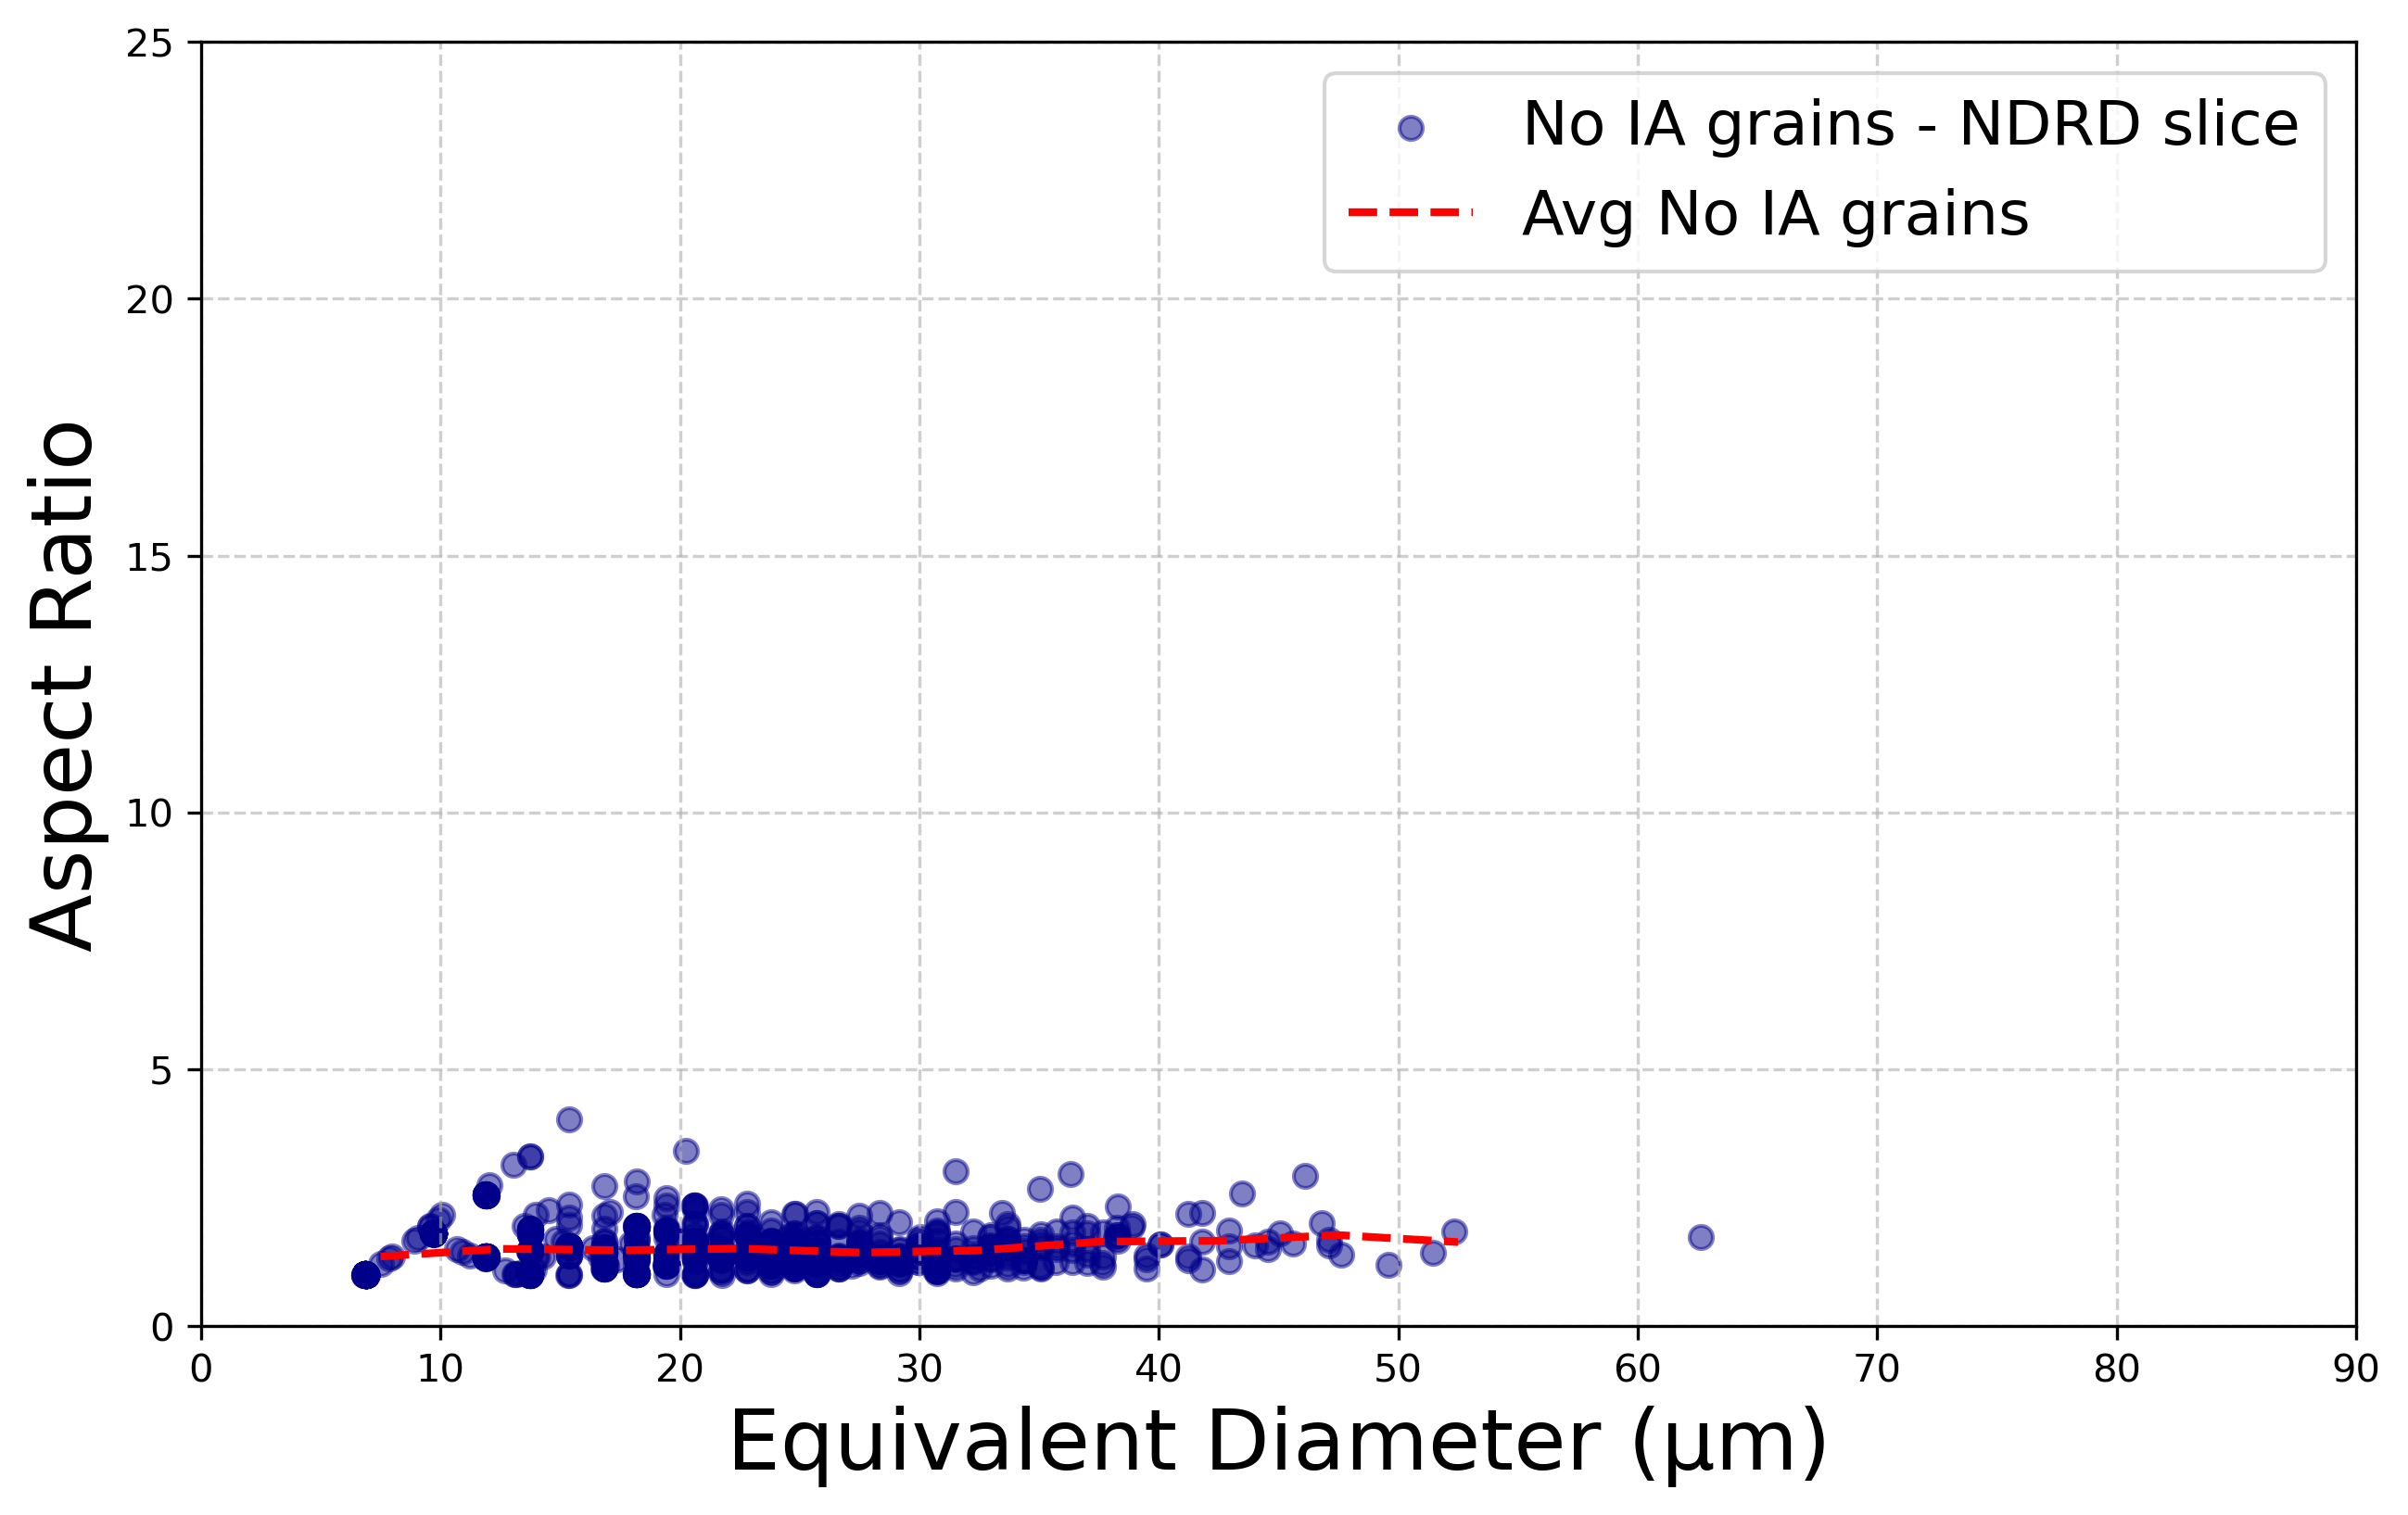 25
20
15
10
5
0
0 10 20 30 40 50 60 70 80 90
Aspect Ratio
Equivalent Diameter (μm)
No IA grains - NDRD slice
Avg No IA grains